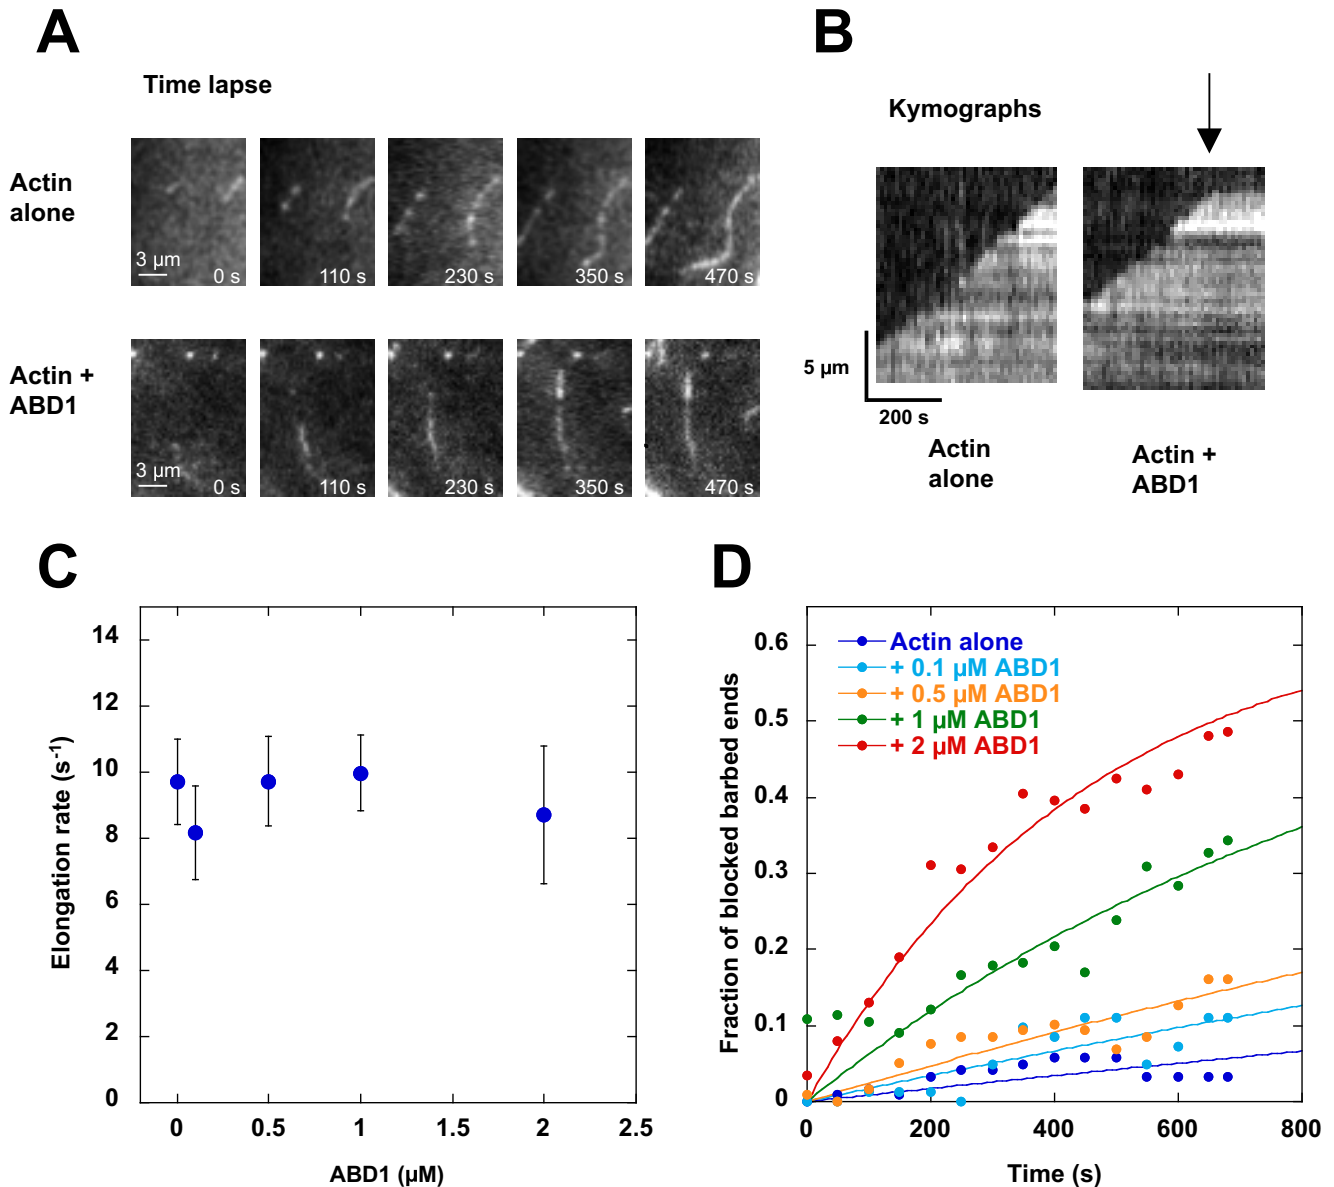 A
Time lapse
Actin alone
3 µm
0 s
110 s
230 s
350 s
470 s
Actin + ABD1
3 µm
0 s
110 s
230 s
350 s
470 s
B
Kymographs
5 µm
200 s
Actin alone
Actin + ABD1
C
Elongation rate (s⁻¹)
14
12
10
8
6
4
2
0
0
0.5
1
1.5
2
2.5
ABD1 (µM)
D
Fraction of blocked barbed ends
0.6
0.5
0.4
0.3
0.2
0.1
0
Actin alone
+ 0.1 µM ABD1
+ 0.5 µM ABD1
+ 1 µM ABD1
+ 2 µM ABD1
0
200
400
600
800
Time (s)